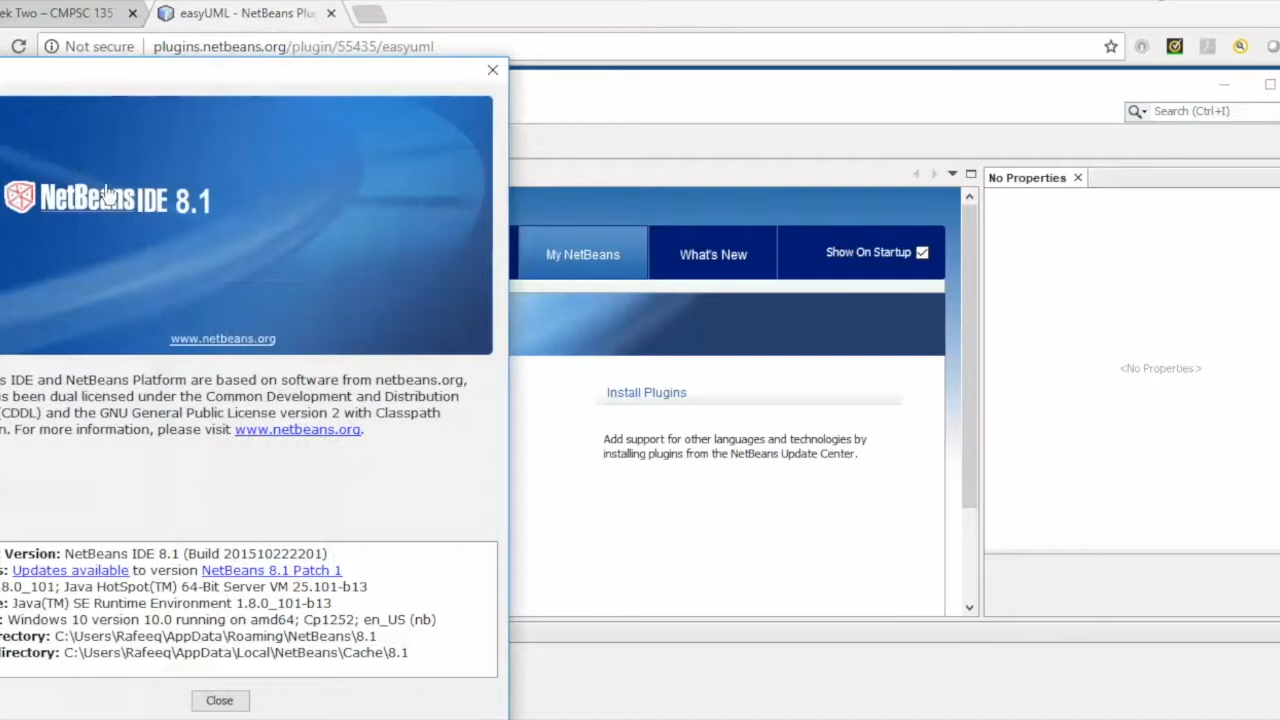 ek Two – CMPSC 135
easyUML - NetBeans Plu
Not secure
plugins.netbeans.org/plugin/55435/easyuml
Search (Ctrl+I)
NetBeans IDE 8.1
www.netbeans.org
s IDE and NetBeans Platform are based on software from netbeans.org,
s been dual licensed under the Common Development and Distribution
(CDDL) and the GNU General Public License version 2 with Classpath
n. For more information, please visit www.netbeans.org.
Version: NetBeans IDE 8.1 (Build 201510222201)
s: Updates available to version NetBeans 8.1 Patch 1
.8.0_101; Java HotSpot(TM) 64-Bit Server VM 25.101-b13
e: Java(TM) SE Runtime Environment 1.8.0_101-b13
: Windows 10 version 10.0 running on amd64; Cp1252; en_US (nb)
ectory: C:\Users\Rafeeq\AppData\Roaming\NetBeans\8.1
directory: C:\Users\Rafeeq\AppData\Local\NetBeans\Cache\8.1
Close
My NetBeans
What's New
Show On Startup
Install Plugins
Add support for other languages and technologies by
installing plugins from the NetBeans Update Center.
No Properties
<No Properties>